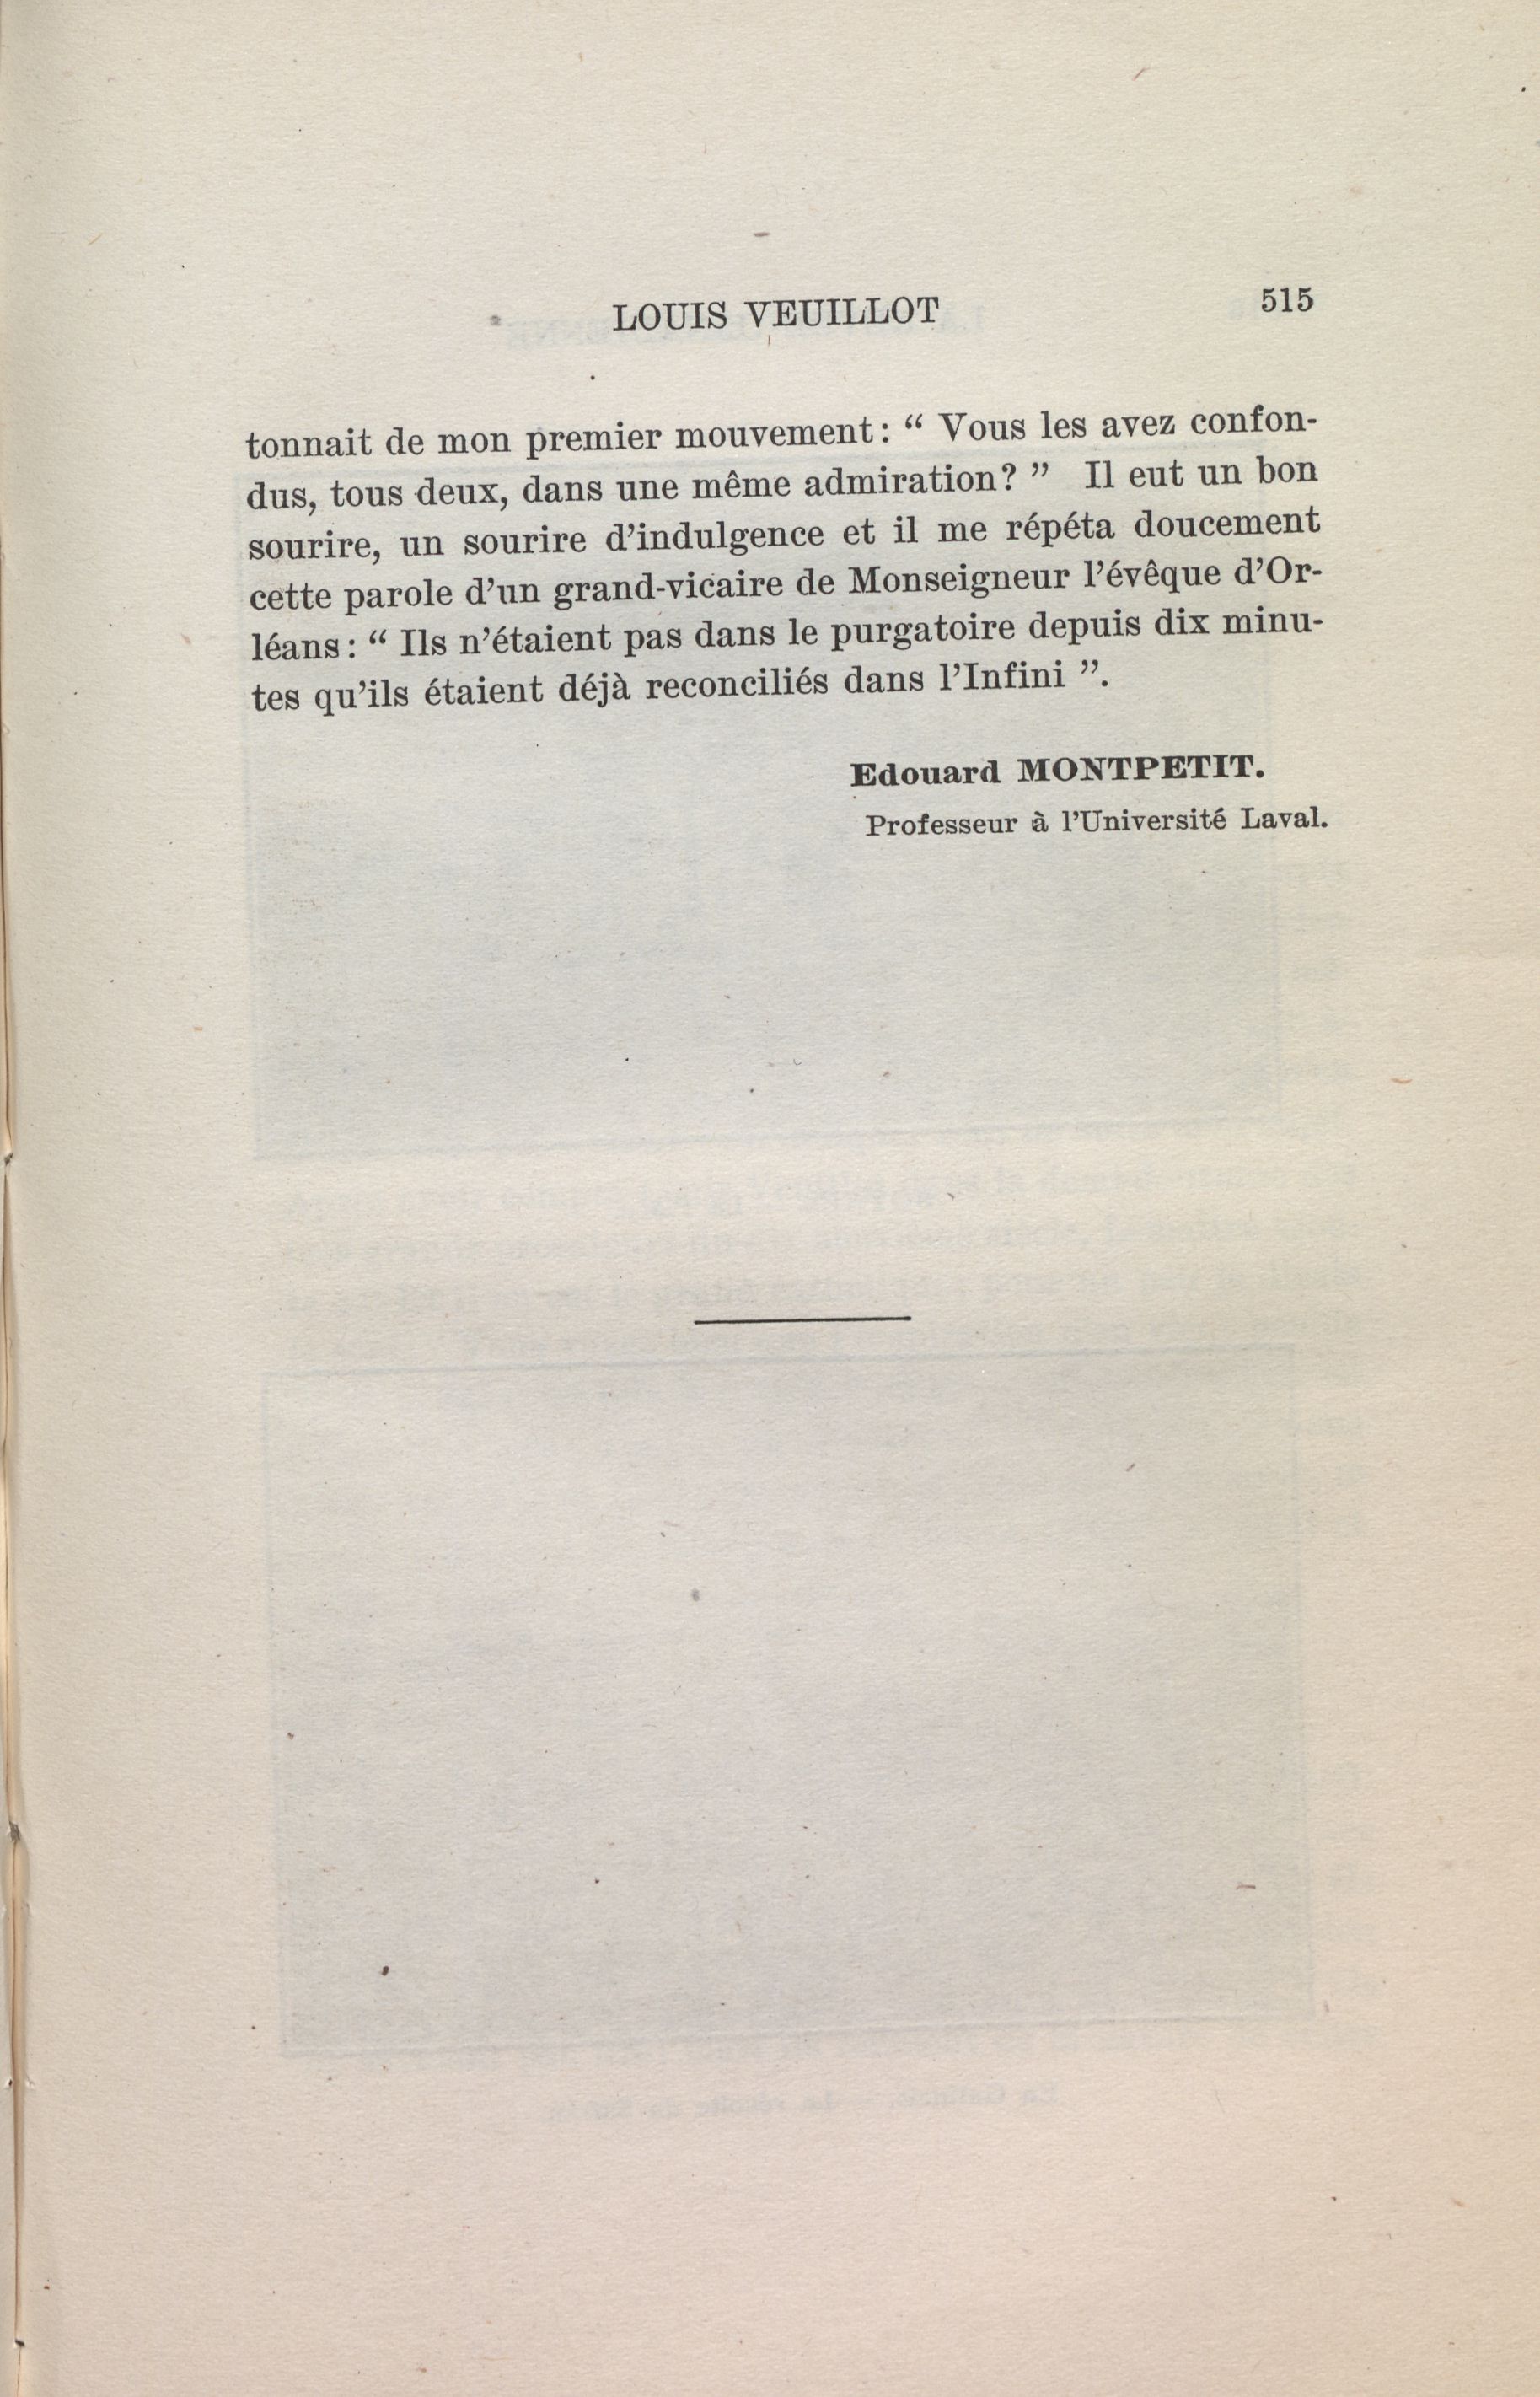 LOUIS VEUILLOT 515
tonnait de mon premier mouvement : “ Vous les avez confon-
dus, tous deux, dans une même admiration ? ” Il eut un bon
sourire, un sourire d’indulgence et il me répéta doucement
cette parole d’un grand-vicaire de Monseigneur l’évêque d’Or-
léans : “ Ils n’étaient pas dans le purgatoire depuis dix minu-
tes qu’ils étaient déjà reconciliés dans l’Infini ”.
Edouard MONTPETIT.
Professeur à l’Université Laval.